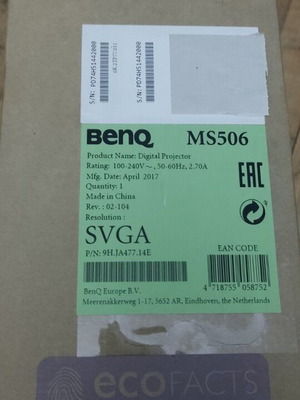 S/N: PD74H51442000
S/N: PD74H51442000
BenQ MS506
Product Name: Digital Projector
Rating: 100-240V~, 50-60Hz, 2.70A
Mfg. Date: April 2017
Quantity: 1
Made in China
Rev. : 02-104
Resolution :
EAC
SVGA
P/N: 9H.JA477.14E
EAN CODE
4 718755 058752
BenQ Europe B.V.
Meerenakkerweg 1-17, 5652 AR, Eindhoven, the Netherlands
ecoFACTS